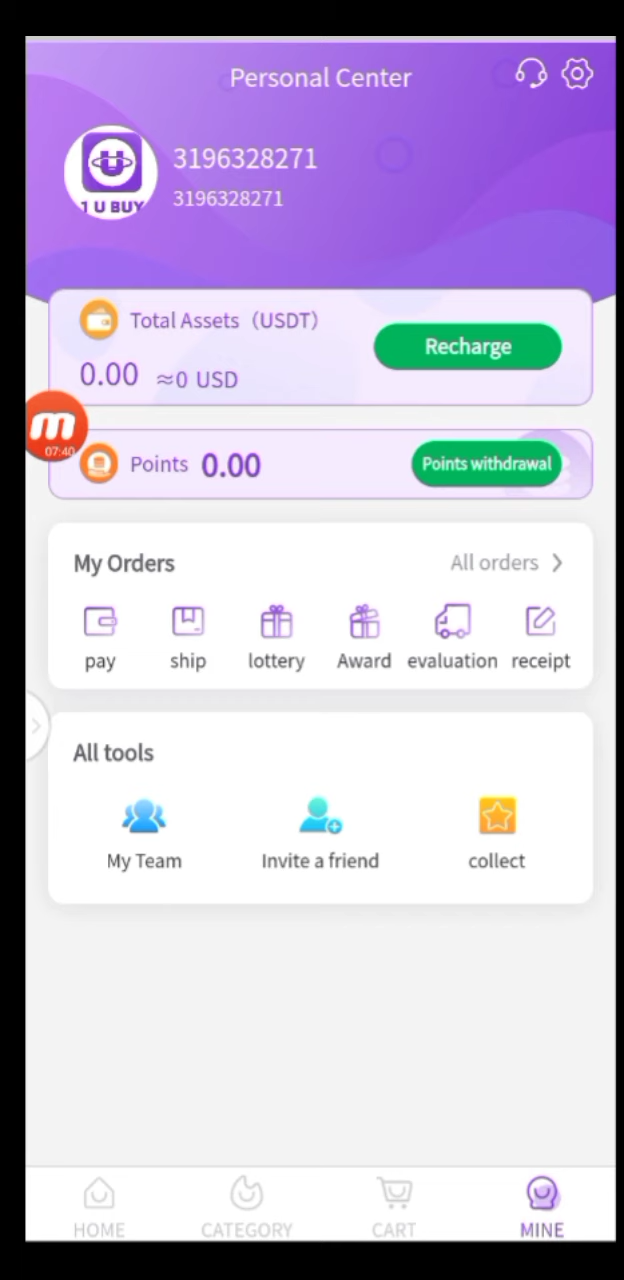 Personal Center
1 U BUY
3196328271
3196328271
Total Assets（USDT）
Recharge
0.00 ≈0 USD
m
07:40
Points 0.00
Points withdrawal
My Orders
All orders
pay
ship
lottery
Award
evaluation
receipt
All tools
My Team
Invite a friend
collect
HOME
CATEGORY
CART
MINE